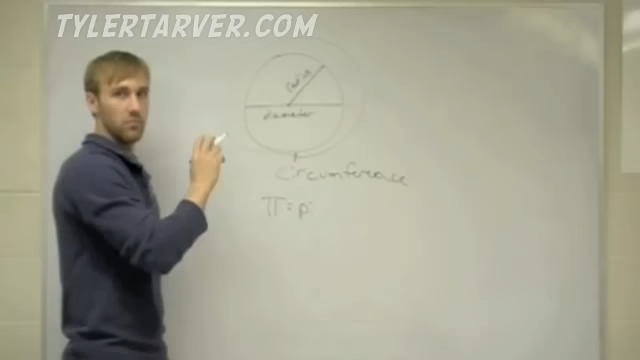 TYLERTARVER.COM
radius
diameter
circumference
π = pi